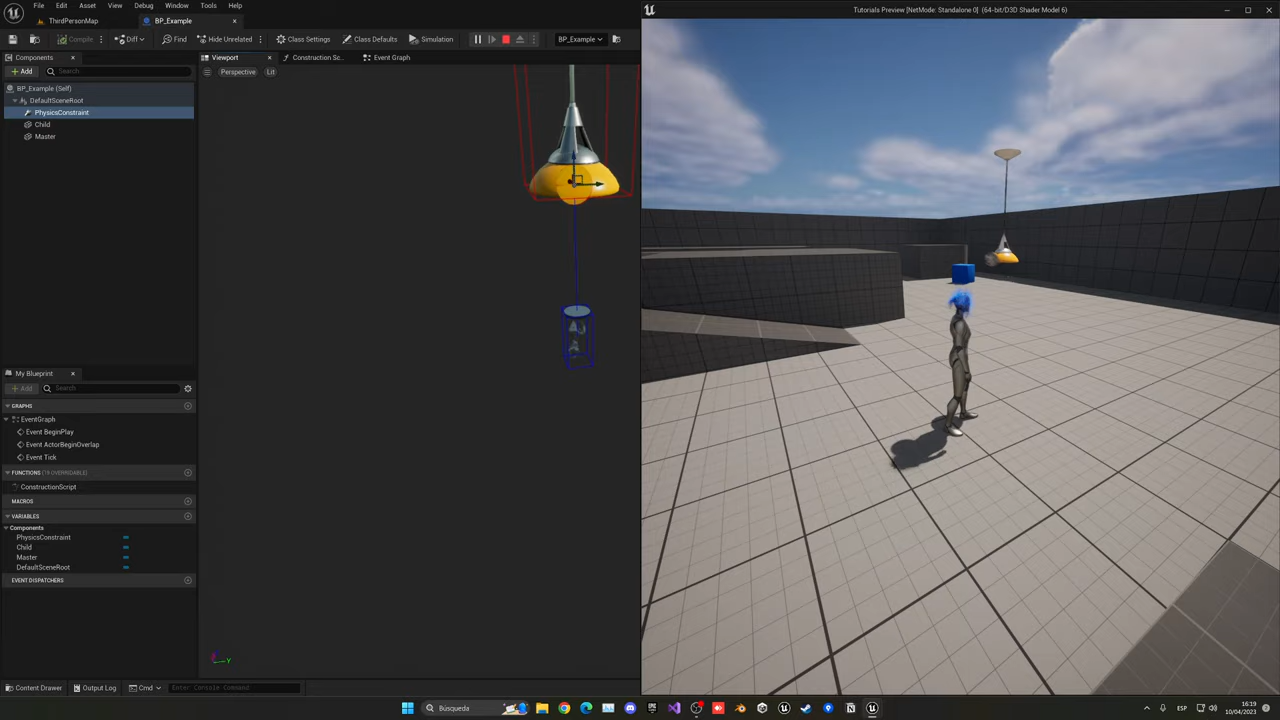 File Edit Asset View Debug Window Tools Help
ThirdPersonMap BP_Example
Compile Diff Find Hide Unrelated Class Settings Class Defaults Simulation BP_Example
Components Viewport Construction Sc... Event Graph
Add Search Perspective Lit
BP_Example (Self)
DefaultSceneRoot
PhysicsConstraint
Child
Master
My Blueprint
Add Search
GRAPHS
EventGraph
Event BeginPlay
Event ActorBeginOverlap
Event Tick
FUNCTIONS (19 OVERRIDABLE)
ConstructionScript
MACROS
VARIABLES
Components
PhysicsConstraint
Child
Master
DefaultSceneRoot
EVENT DISPATCHERS
Y
Content Drawer Output Log Cmd Enter Console Command
Tutorials Preview [NetMode: Standalone 0] (64-bit/D3D Shader Model 6)
Búsqueda ESP 16:19
10/04/2023